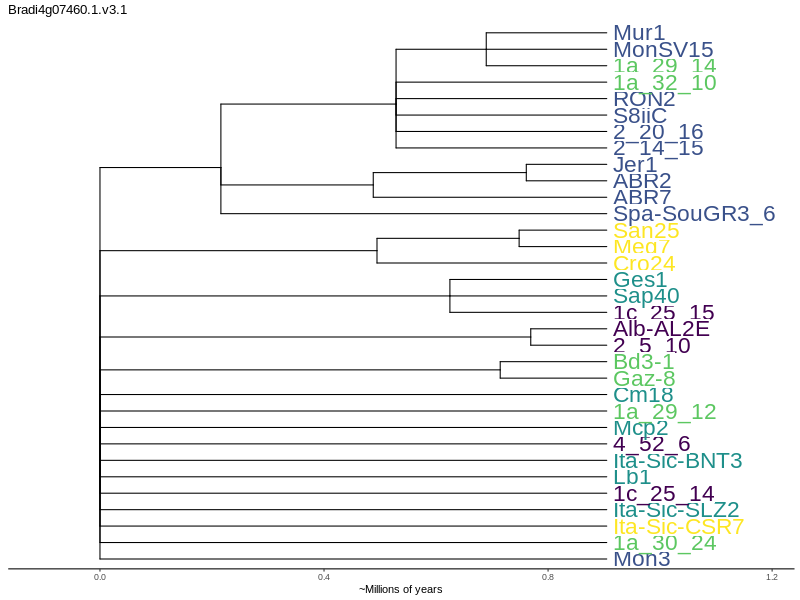 Bradi4g07460.1.v3.1
Mur1
MonSV15
1a_29_14
1a_32_10
RON2
S8iiC
2_20_16
2_14_15
Jer1
ABR2
ABR7
Spa-SouGR3_6
San25
Meg7
Cro24
Ges1
Sap40
1c_25_15
Alb-AL2E
2_5_10
Bd3-1
Gaz-8
Cm18
1a_29_12
Mcp2
4_52_6
Ita-Sic-BNT3
Lb1
1c_25_14
Ita-Sic-SLZ2
Ita-Sic-CSR7
1a_30_24
Mon3
0.0 0.4 0.8 1.2
~Millions of years